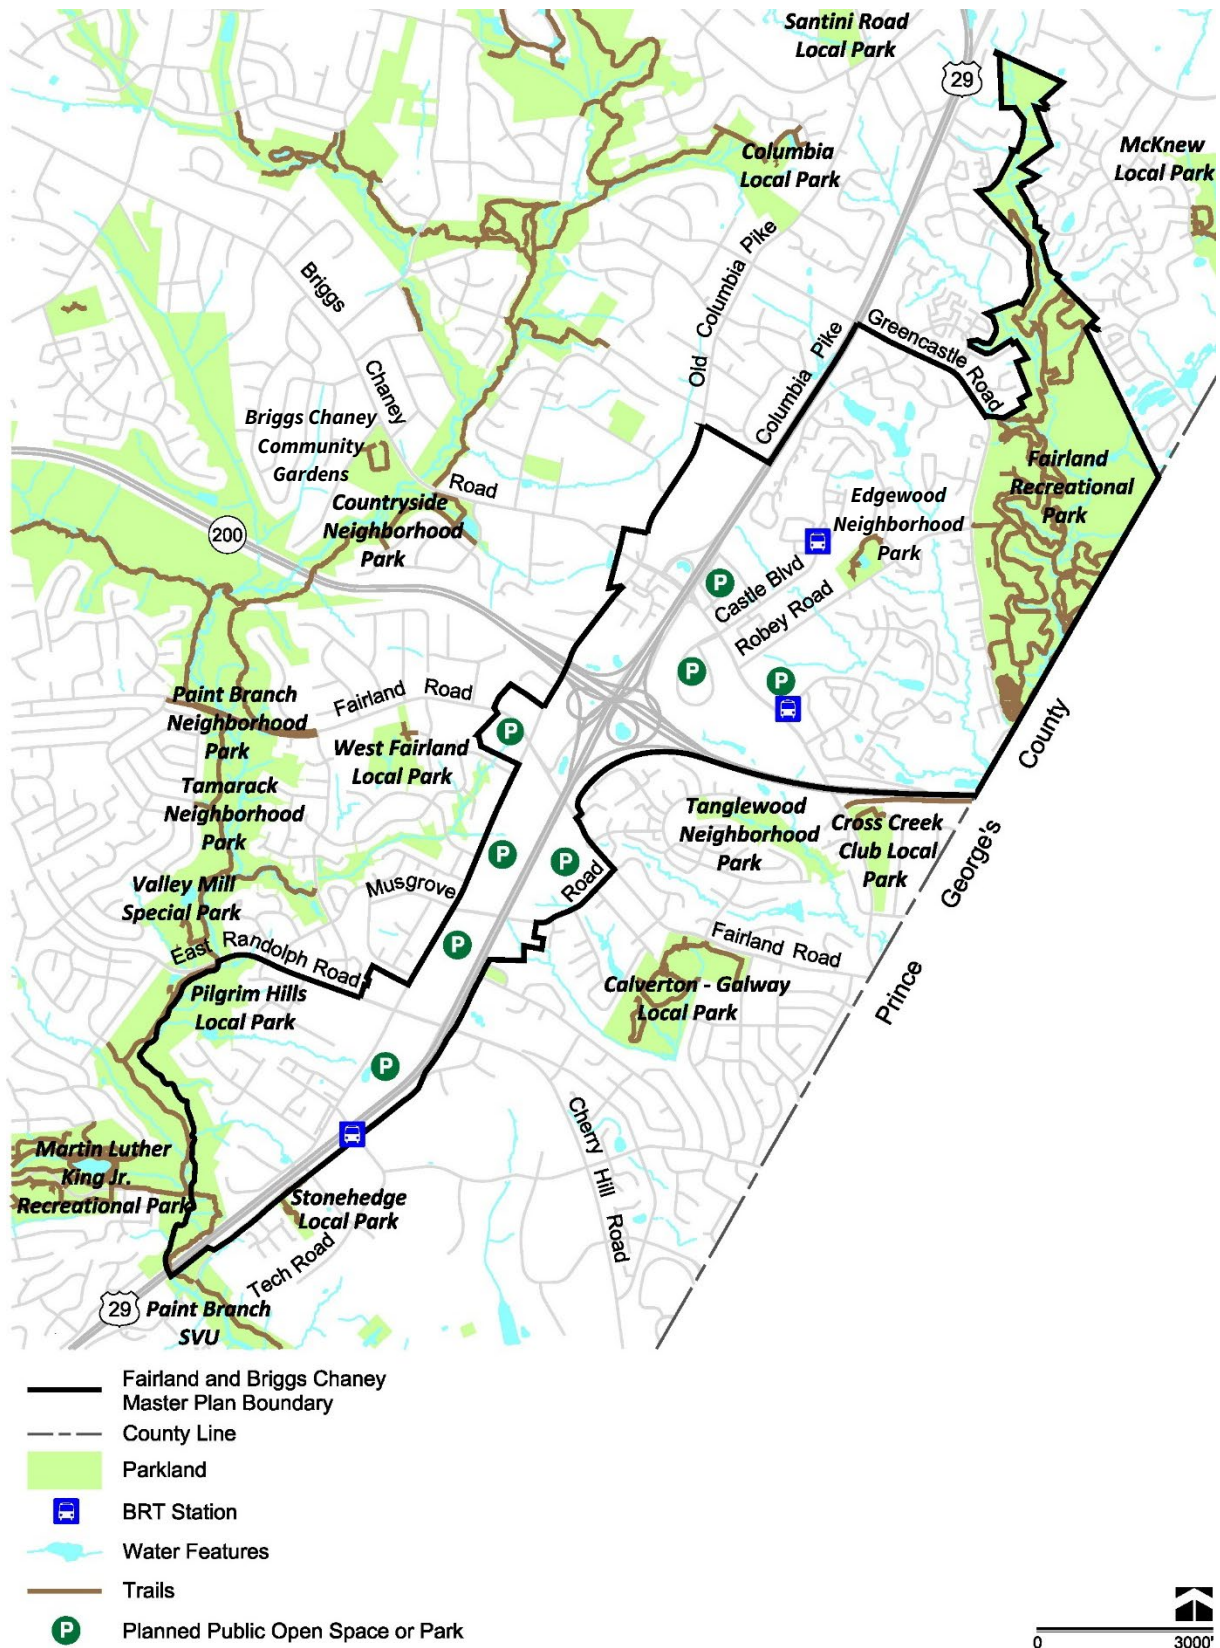 Santini Road
Local Park
29
McKnew
Local Park
Columbia
Local Park
Old Columbia Pike
Briggs
Chaney
Road
Columbia Pike
Greencastle Road
Briggs Chaney
Community
Gardens
Countryside
Neighborhood
Park
200
Fairland
Recreational
Park
Edgewood
Neighborhood
Park
P
Castle Blvd
Robey Road
P
P
Paint Branch
Neighborhood
Park
Fairland Road
P
West Fairland
Local Park
County
George's
Prince
Tamarack
Neighborhood
Park
Tanglewood
Neighborhood
Park
Cross Creek
Club Local
Park
P
P
Road
Musgrove
Valley Mill
Special Park
P
East Randolph Road
Fairland Road
Pilgrim Hills
Local Park
Calverton - Galway
Local Park
P
Cherry Hill Road
Martin Luther
King Jr.
Recreational Park
Stonehedge
Local Park
Tech Road
29
Paint Branch
SVU
Fairland and Briggs Chaney
Master Plan Boundary
County Line
Parkland
BRT Station
Water Features
Trails
P
Planned Public Open Space or Park
0
3000'